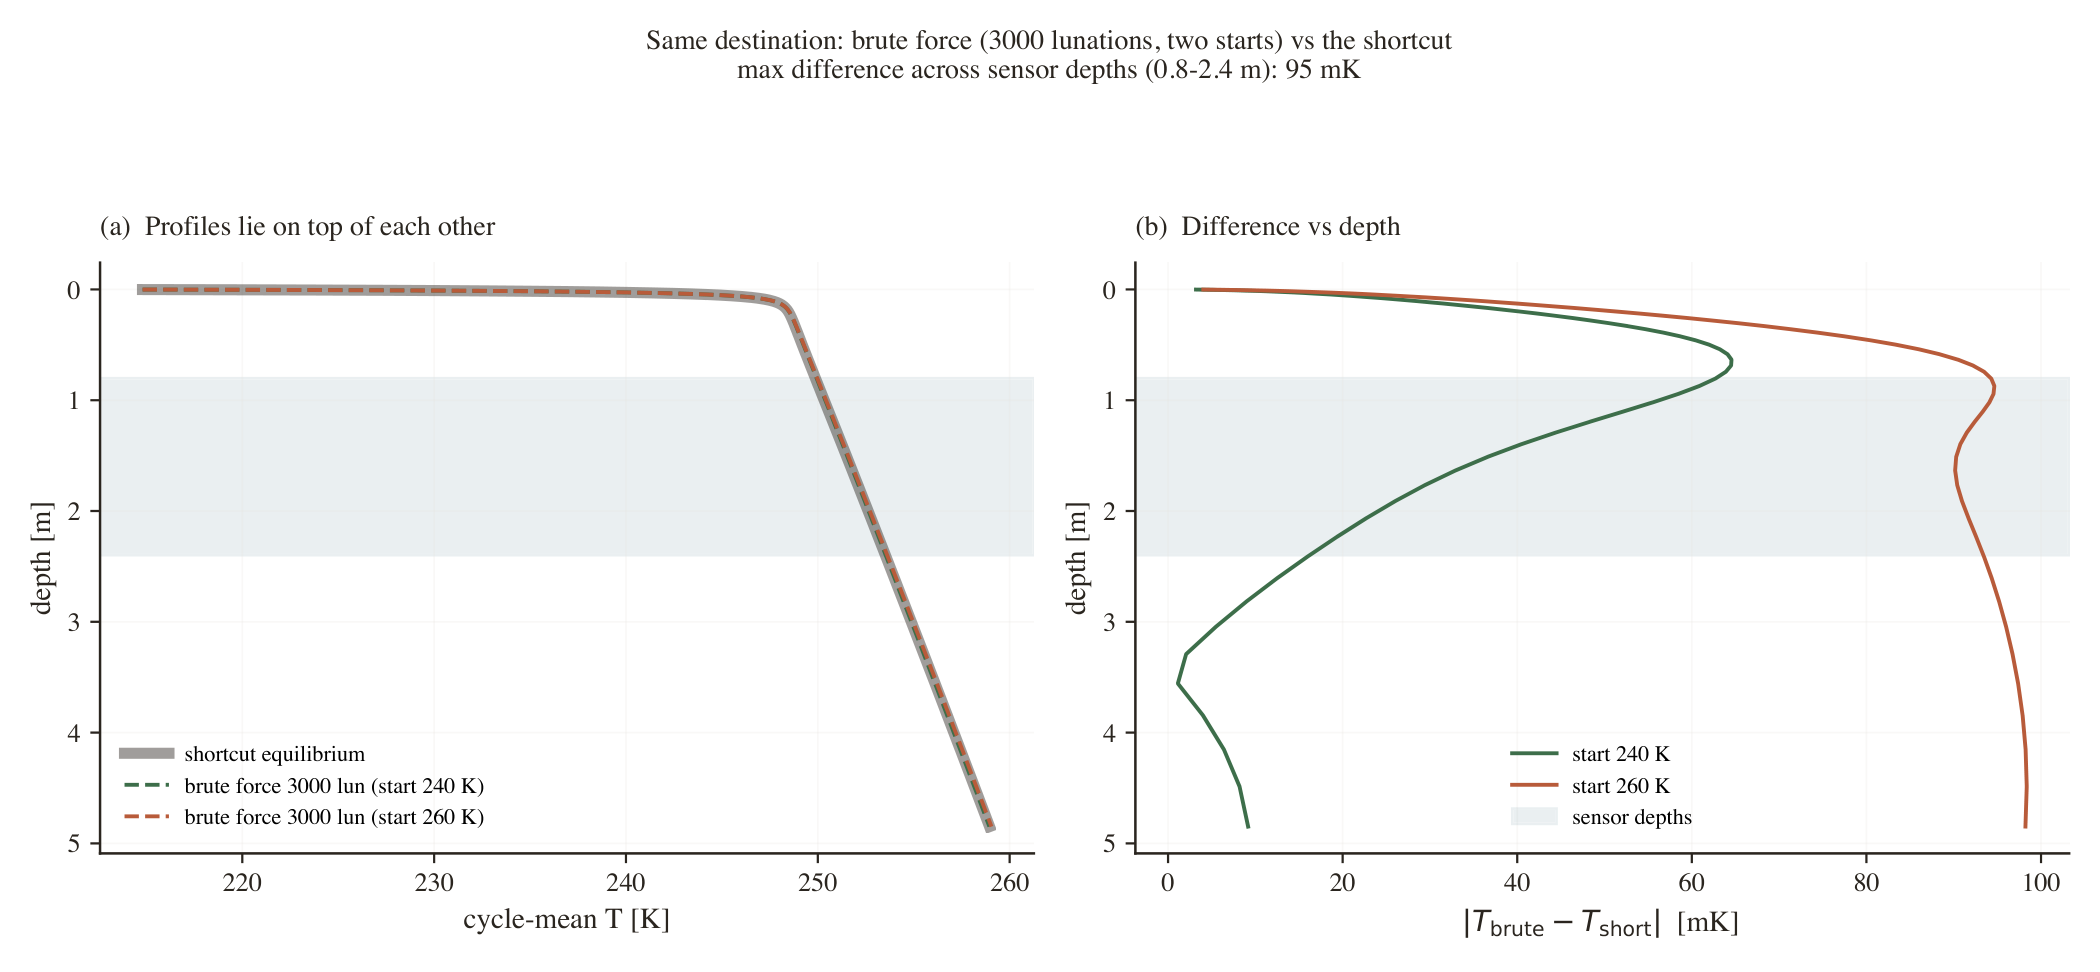 Same destination: brute force (3000 lunations, two starts) vs the shortcut
max difference across sensor depths (0.8-2.4 m): 95 mK
(a) Profiles lie on top of each other
depth [m]
0
1
2
3
4
5
shortcut equilibrium
brute force 3000 lun (start 240 K)
brute force 3000 lun (start 260 K)
220
230
240
250
260
cycle-mean T [K]
(b) Difference vs depth
depth [m]
0
1
2
3
4
5
start 240 K
start 260 K
sensor depths
0
20
40
60
80
100
|T_brute − T_short| [mK]